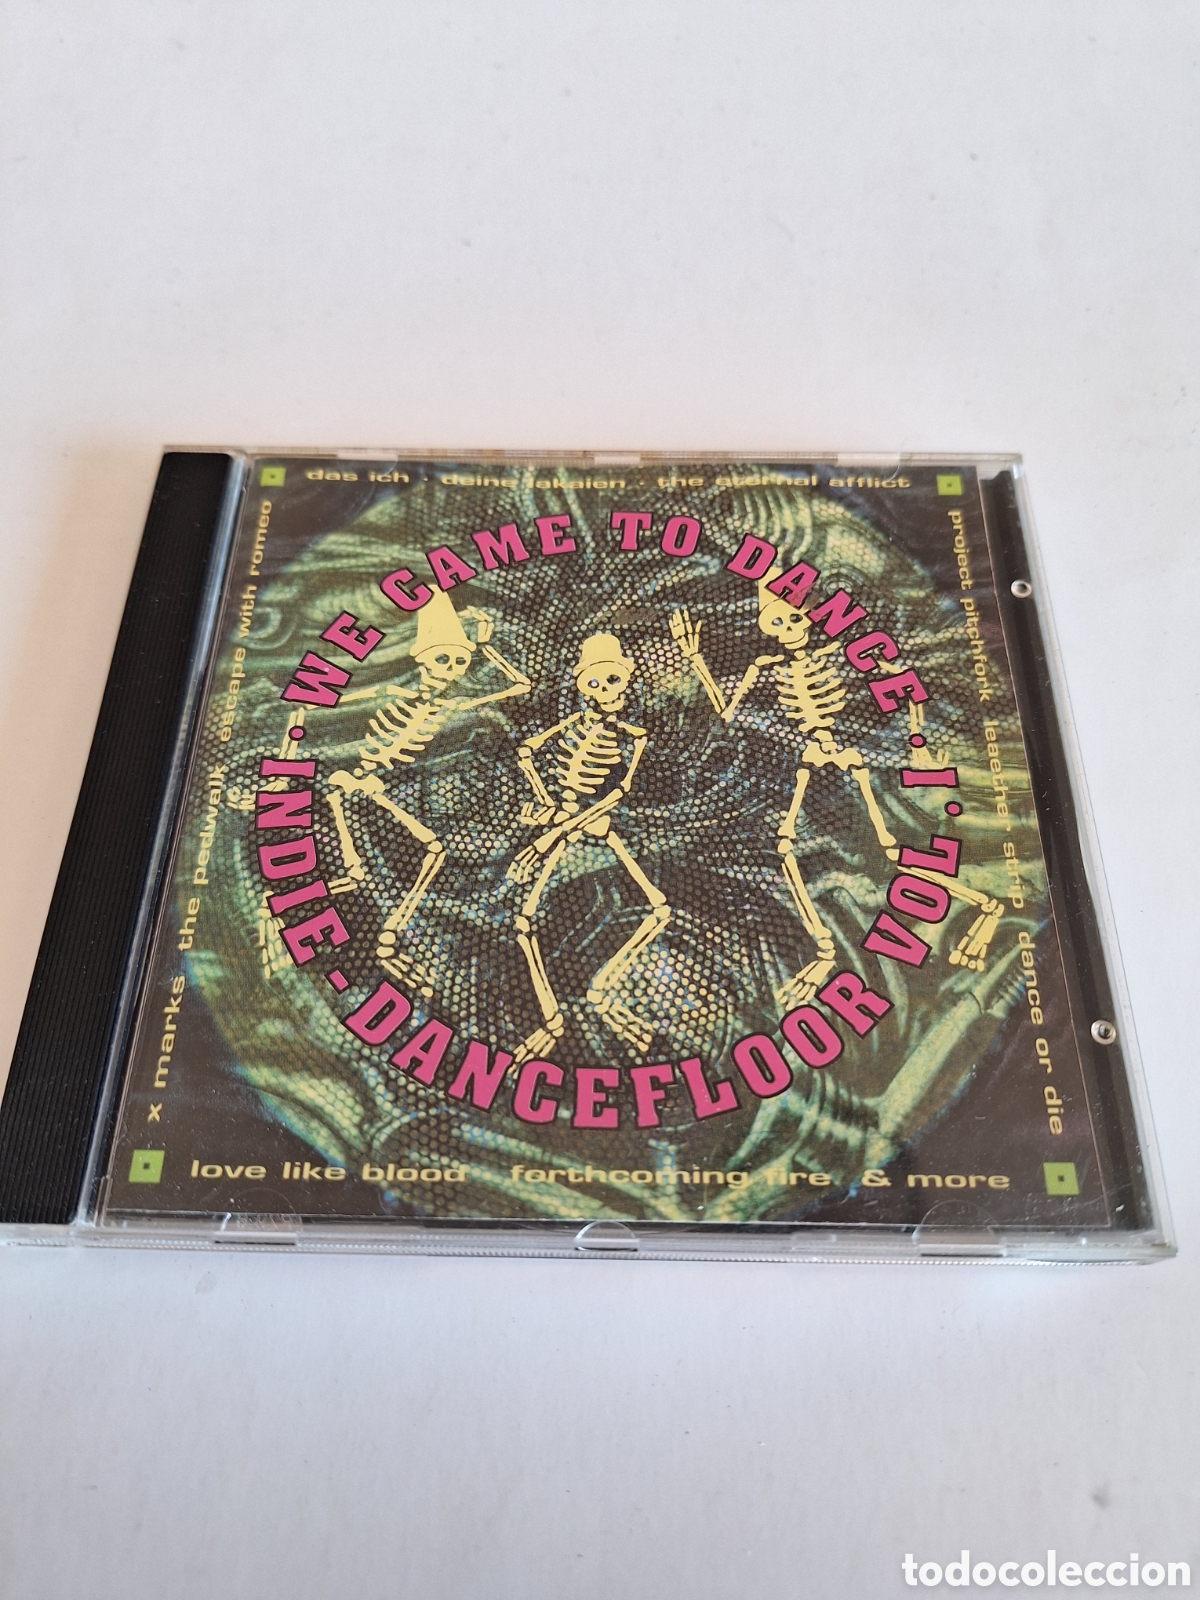 das ich · deine lakaien · the eternal afflict
project pitchfork leaether strip dance or die
love like blood forthcoming fire & more
x marks the pedwalk escape with romeo
· WE CAME TO DANCE · I ·
INDIE-DANCEFLOOR VOL
todocoleccion